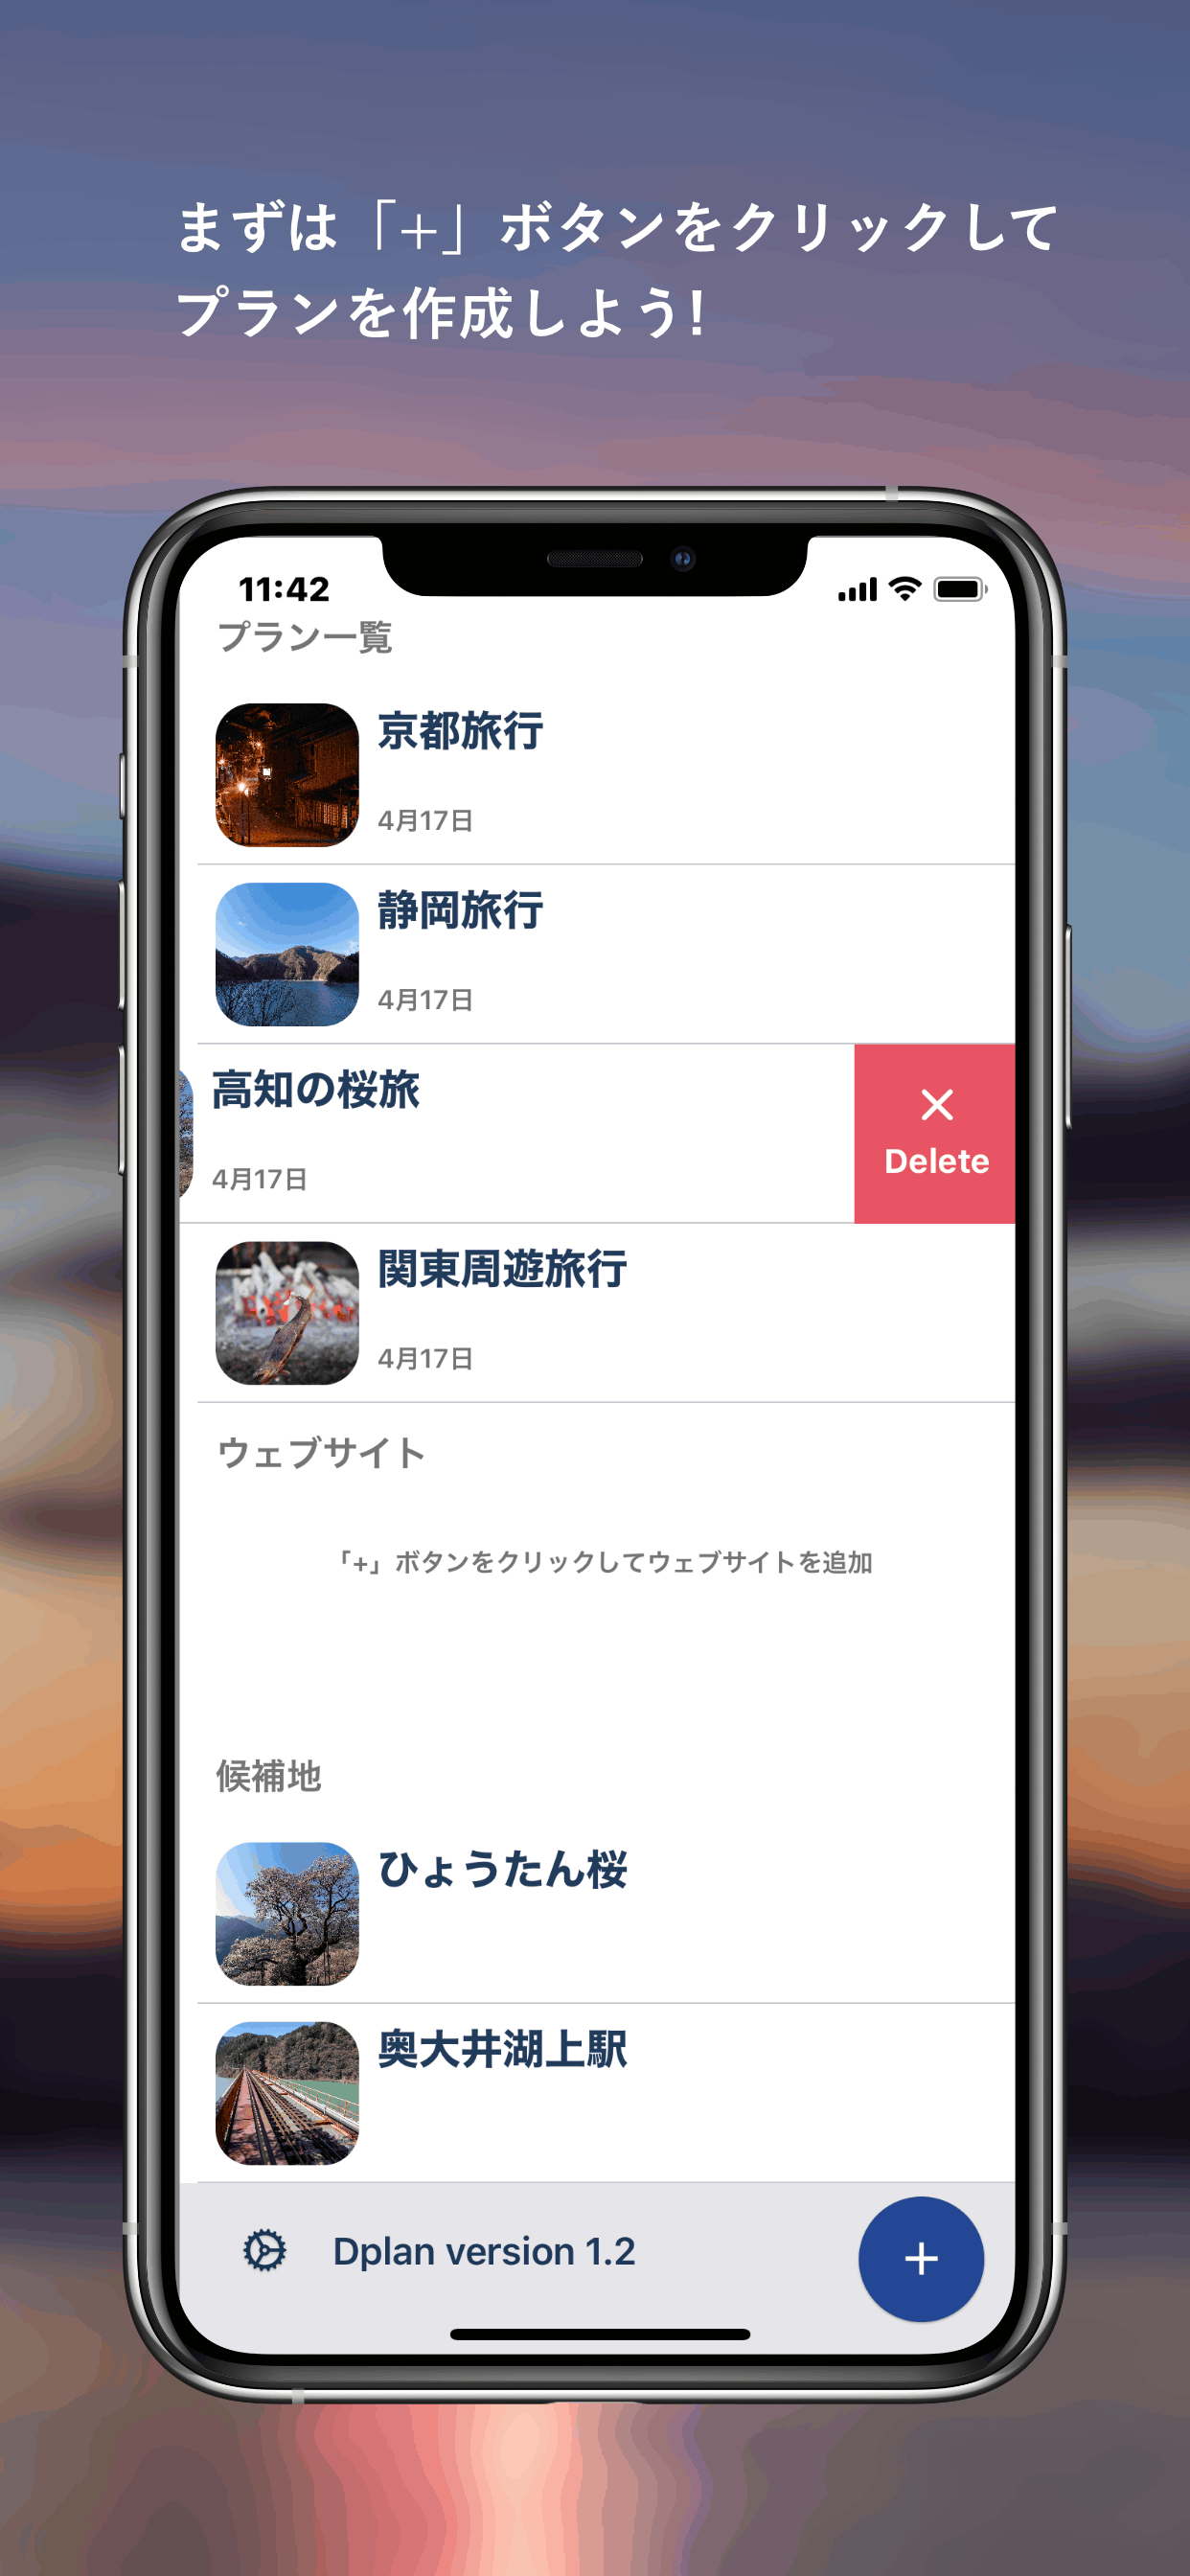 まずは「+」ボタンをクリックして
プランを作成しよう!
11:42
プラン一覧
京都旅行
4月17日
静岡旅行
4月17日
高知の桜旅
4月17日
Delete
関東周遊旅行
4月17日
ウェブサイト
「+」ボタンをクリックしてウェブサイトを追加
候補地
ひょうたん桜
奥大井湖上駅
Dplan version 1.2